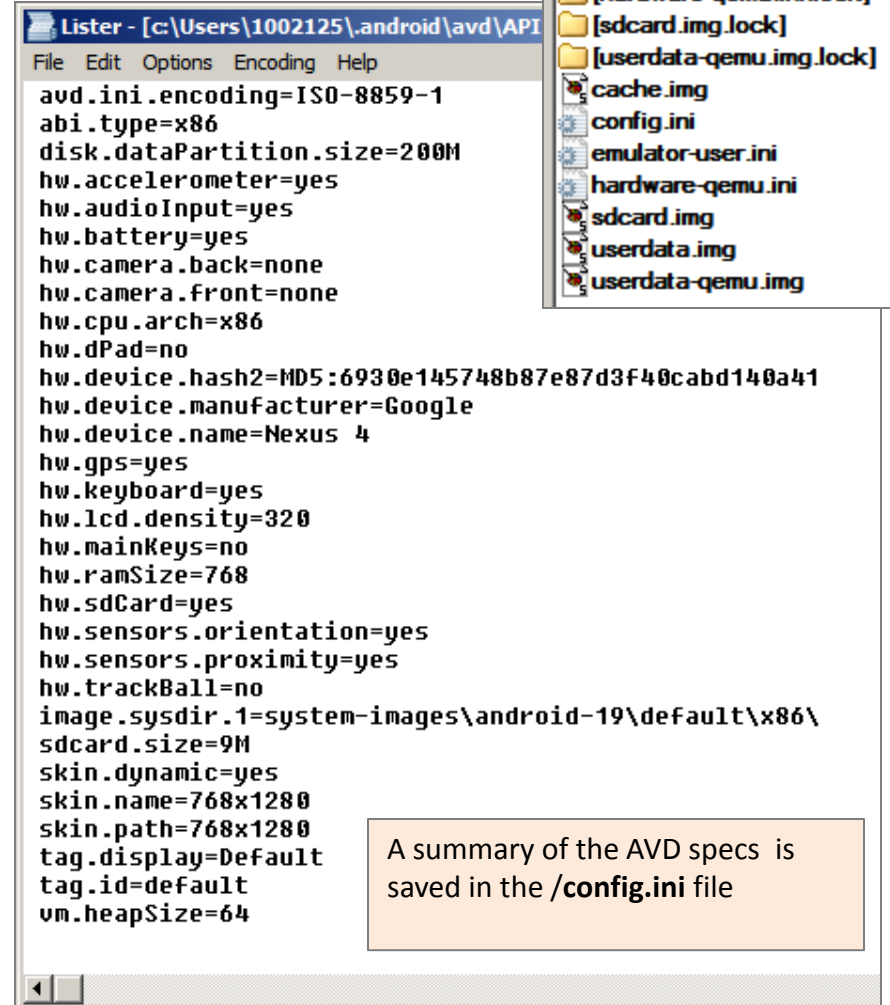 Lister - [c:\Users\1002125\.android\avd\API
File Edit Options Encoding Help
avd.ini.encoding=ISO-8859-1
abi.type=x86
disk.dataPartition.size=200M
hw.accelerometer=yes
hw.audioInput=yes
hw.battery=yes
hw.camera.back=none
hw.camera.front=none
hw.cpu.arch=x86
hw.dPad=no
hw.device.hash2=MD5:6930e145748b87e87d3f40cabd140a41
hw.device.manufacturer=Google
hw.device.name=Nexus 4
hw.gps=yes
hw.keyboard=yes
hw.lcd.density=320
hw.mainKeys=no
hw.ramSize=768
hw.sdCard=yes
hw.sensors.orientation=yes
hw.sensors.proximity=yes
hw.trackBall=no
image.sysdir.1=system-images\android-19\default\x86\
sdcard.size=9M
skin.dynamic=yes
skin.name=768x1280
skin.path=768x1280
tag.display=Default
tag.id=default
vm.heapSize=64
[sdcard.img.lock]
[userdata-qemu.img.lock]
cache.img
config.ini
emulator-user.ini
hardware-qemu.ini
sdcard.img
userdata.img
userdata-qemu.img
A summary of the AVD specs is
saved in the /config.ini file